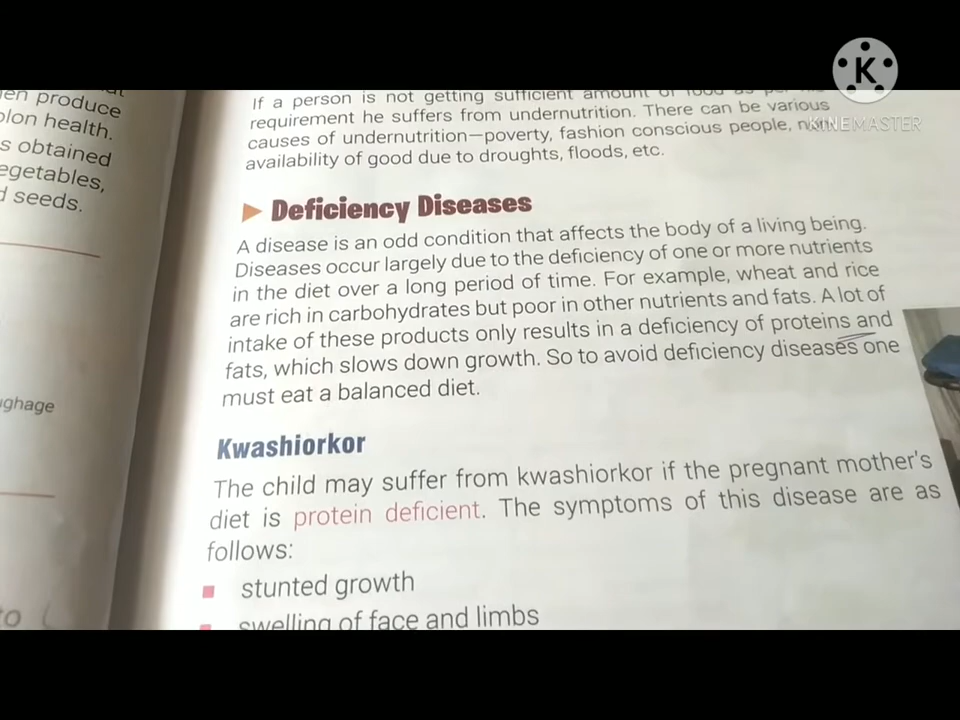 en produce
olon health.
s obtained
egetables,
d seeds.
ughage
to
If a person is not getting sufficient amount of food as per
requirement he suffers from undernutrition. There can be various
causes of undernutrition—poverty, fashion conscious people, non
availability of good due to droughts, floods, etc.
Deficiency Diseases
A disease is an odd condition that affects the body of a living being.
Diseases occur largely due to the deficiency of one or more nutrients
in the diet over a long period of time. For example, wheat and rice
are rich in carbohydrates but poor in other nutrients and fats. A lot of
intake of these products only results in a deficiency of proteins and
fats, which slows down growth. So to avoid deficiency diseases one
must eat a balanced diet.
Kwashiorkor
The child may suffer from kwashiorkor if the pregnant mother's
diet is protein deficient. The symptoms of this disease are as
follows:
stunted growth
swelling of face and limbs
K
KINEMASTER